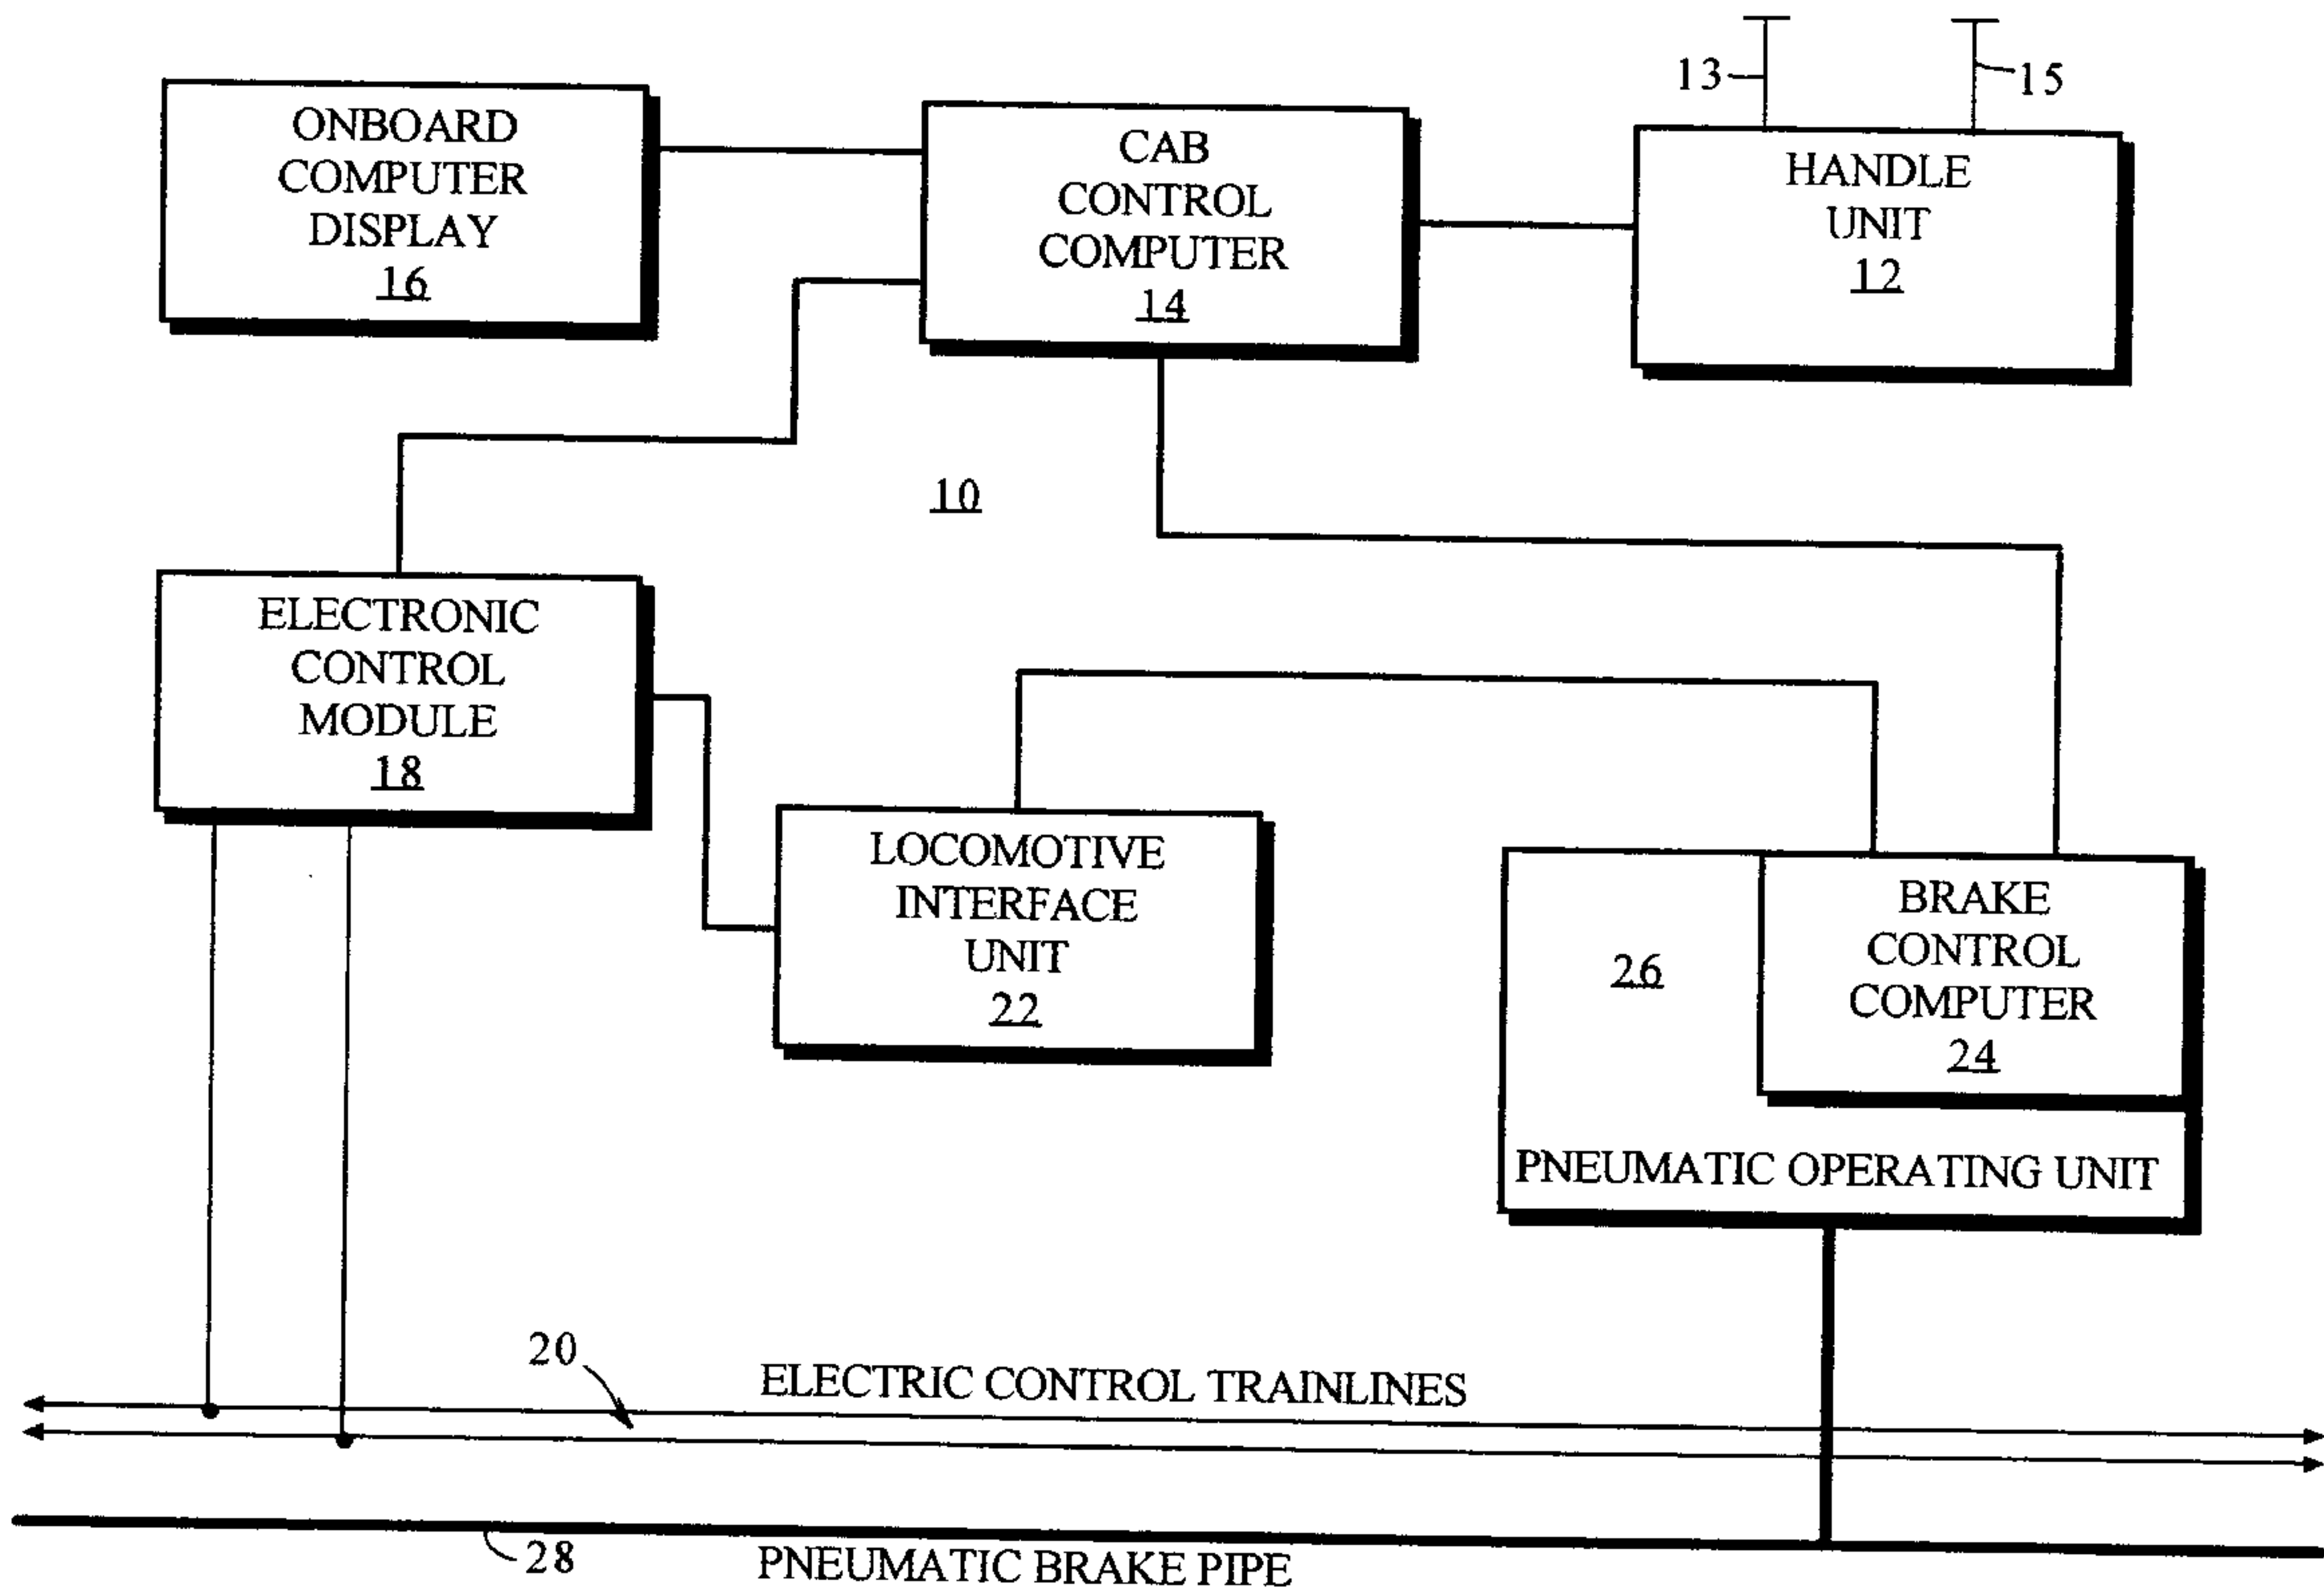 13
15
ONBOARD
COMPUTER
DISPLAY
16
CAB
CONTROL
COMPUTER
14
HANDLE
UNIT
12
10
ELECTRONIC
CONTROL
MODULE
18
LOCOMOTIVE
INTERFACE
UNIT
22
26
BRAKE
CONTROL
COMPUTER
24
PNEUMATIC OPERATING UNIT
20
ELECTRIC CONTROL TRAINLINES
28
PNEUMATIC BRAKE PIPE